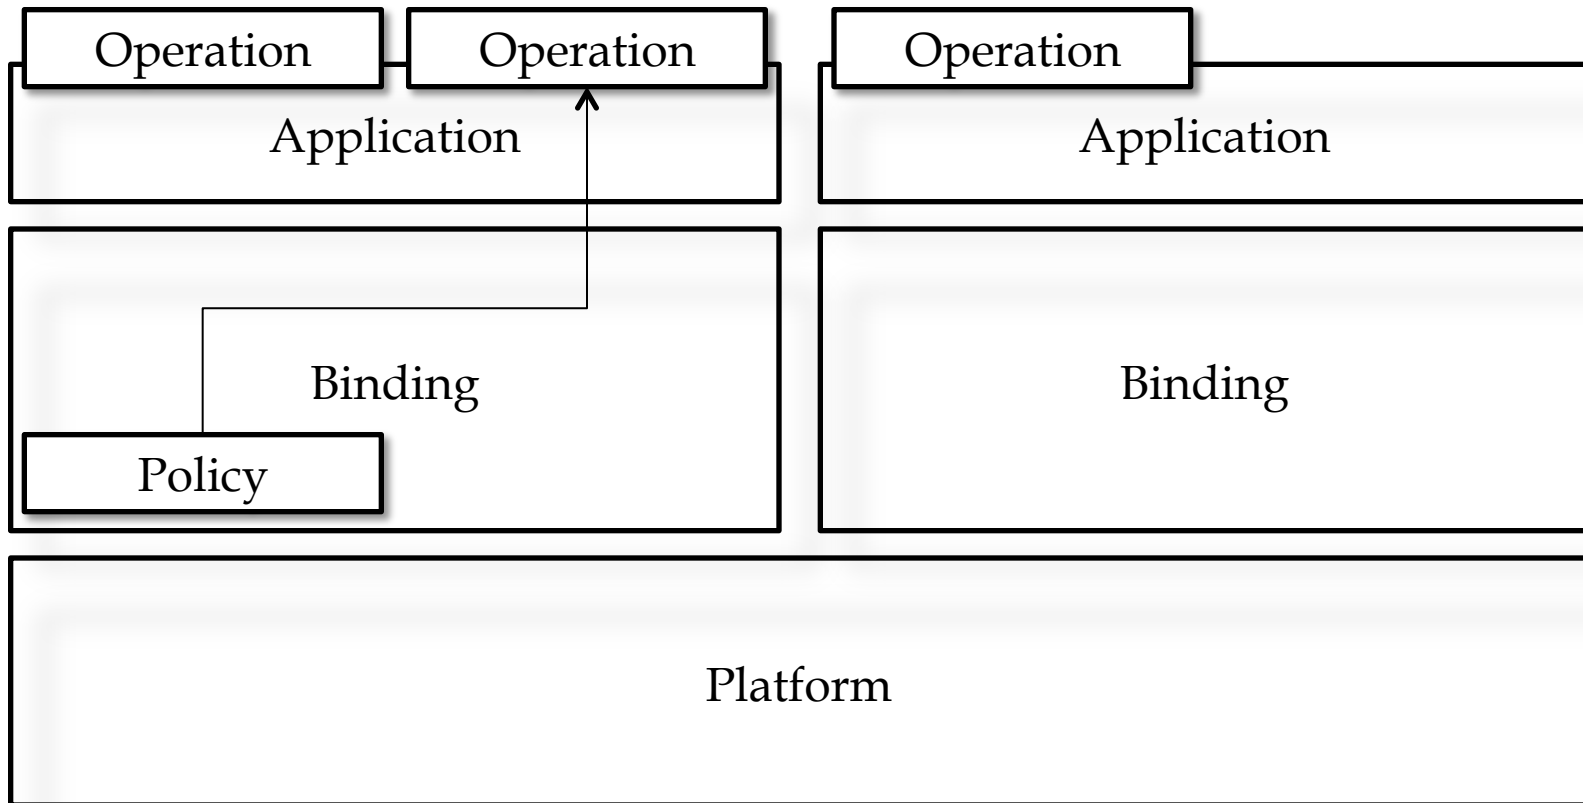 Operation
Operation
Operation
Application
Application
Binding
Binding
Policy
Platform